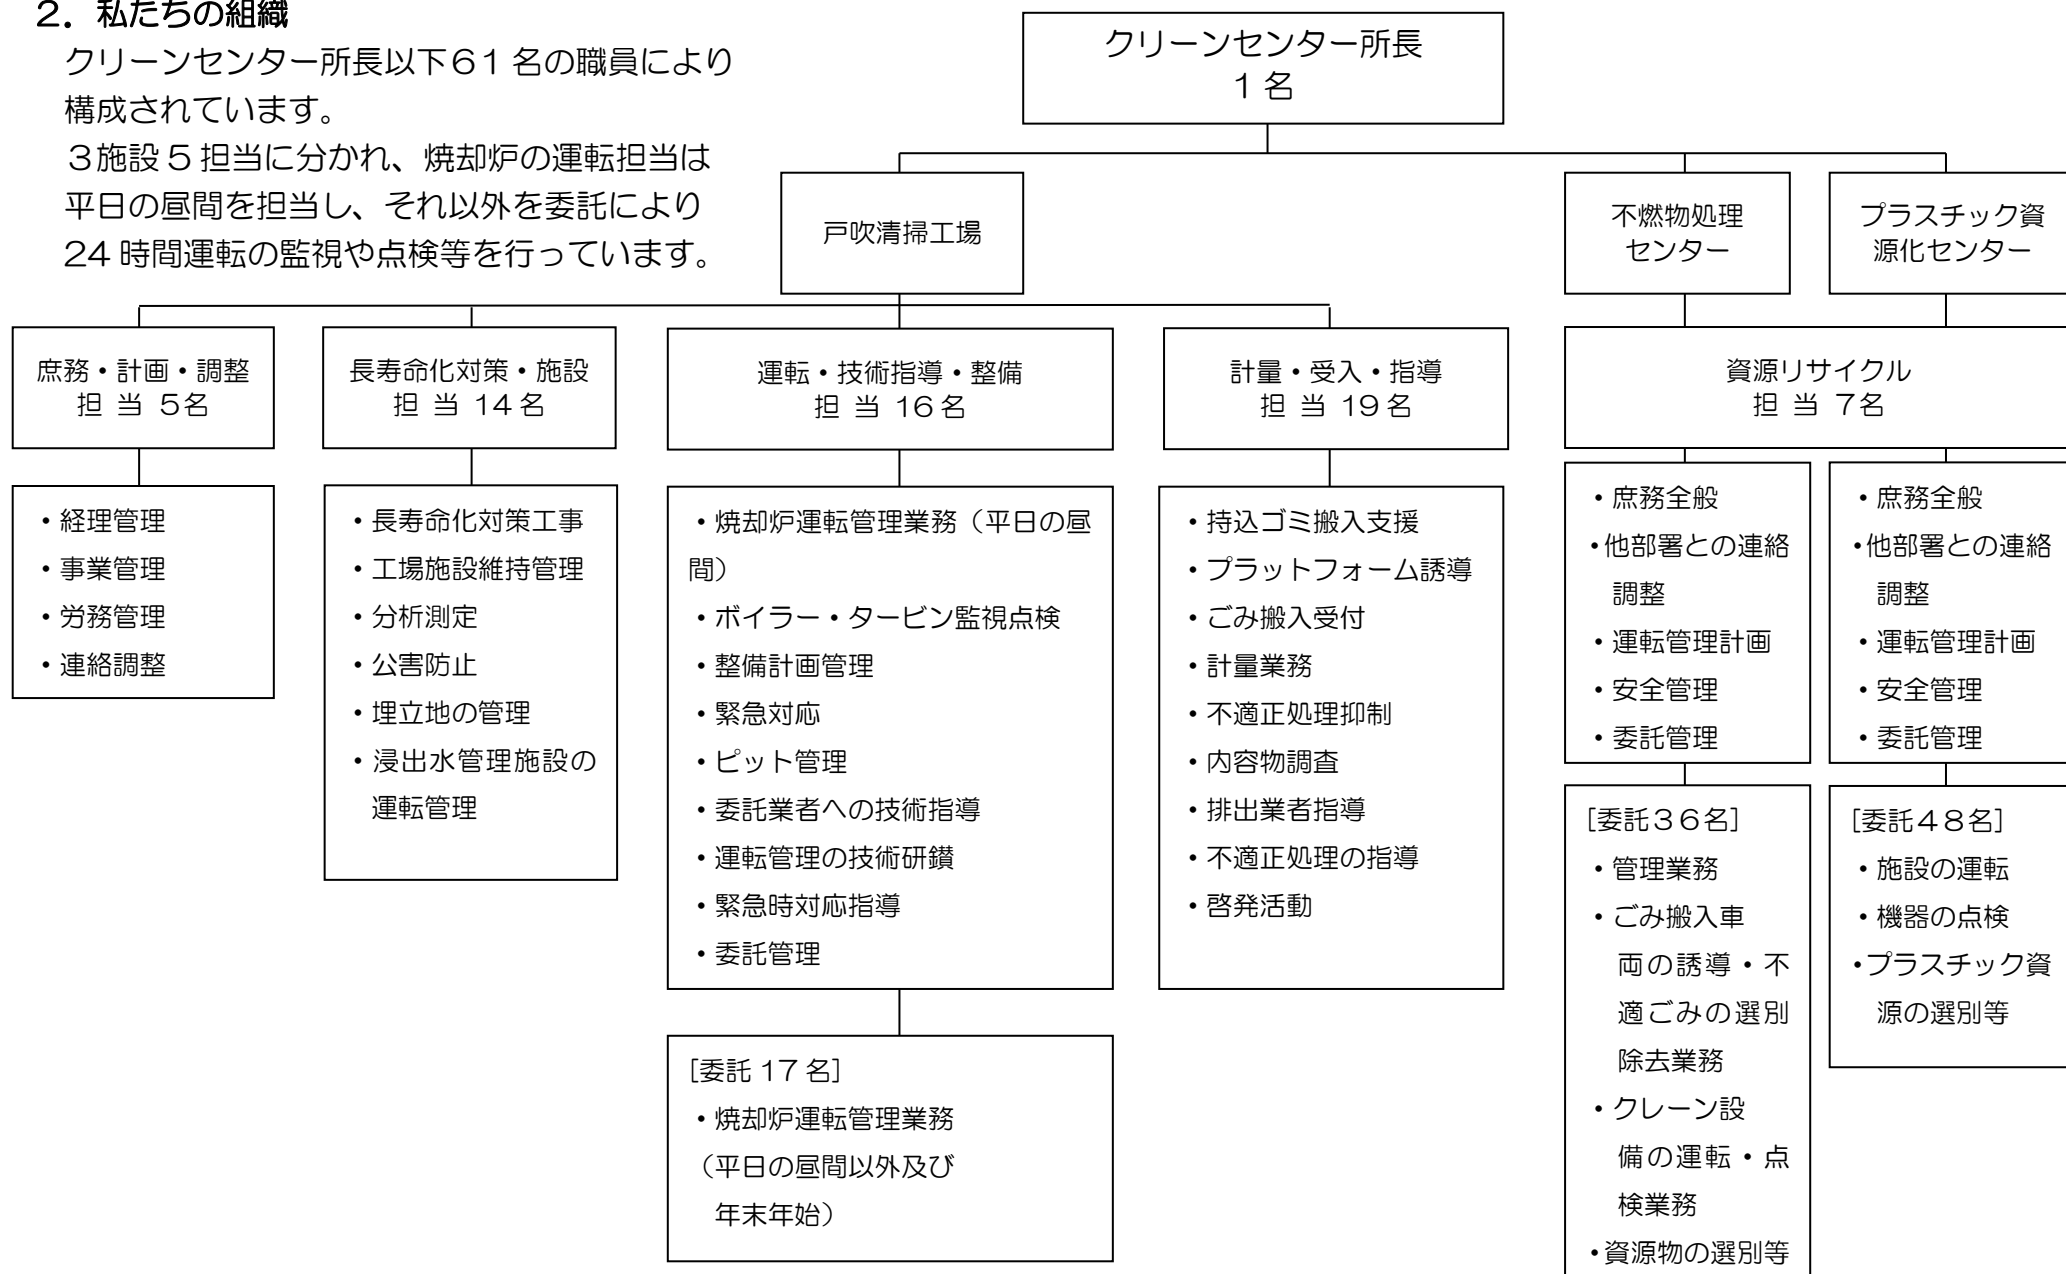 ２．私たちの組織
クリーンセンター所長以下６１名の職員により
構成されています。
３施設５担当に分かれ、焼却炉の運転担当は
平日の昼間を担当し、それ以外を委託により
24時間運転の監視や点検等を行っています。
クリーンセンター所長
１名
戸吹清掃工場
不燃物処理
センター
プラスチック資
源化センター
庶務・計画・調整
担 当 5名
長寿命化対策・施設
担 当 14名
運転・技術指導・整備
担 当 16名
計量・受入・指導
担 当 19名
資源リサイクル
担 当 7名
・経理管理
・事業管理
・労務管理
・連絡調整
・長寿命化対策工事
・工場施設維持管理
・分析測定
・公害防止
・埋立地の管理
・浸出水管理施設の
運転管理
・焼却炉運転管理業務（平日の昼
間）
・ボイラー・タービン監視点検
・整備計画管理
・緊急対応
・ピット管理
・委託業者への技術指導
・運転管理の技術研鑚
・緊急時対応指導
・委託管理
［委託17名］
・焼却炉運転管理業務
（平日の昼間以外及び
年末年始）
・持込ゴミ搬入支援
・プラットフォーム誘導
・ごみ搬入受付
・計量業務
・不適正処理抑制
・内容物調査
・排出業者指導
・不適正処理の指導
・啓発活動
・庶務全般
・他部署との連絡
調整
・運転管理計画
・安全管理
・委託管理
［委託３６名］
・管理業務
・ごみ搬入車
両の誘導・不
適ごみの選別
除去業務
・クレーン設
備の運転・点
検業務
・資源物の選別等
・庶務全般
・他部署との連絡
調整
・運転管理計画
・安全管理
・委託管理
［委託４８名］
・施設の運転
・機器の点検
・プラスチック資
源の選別等